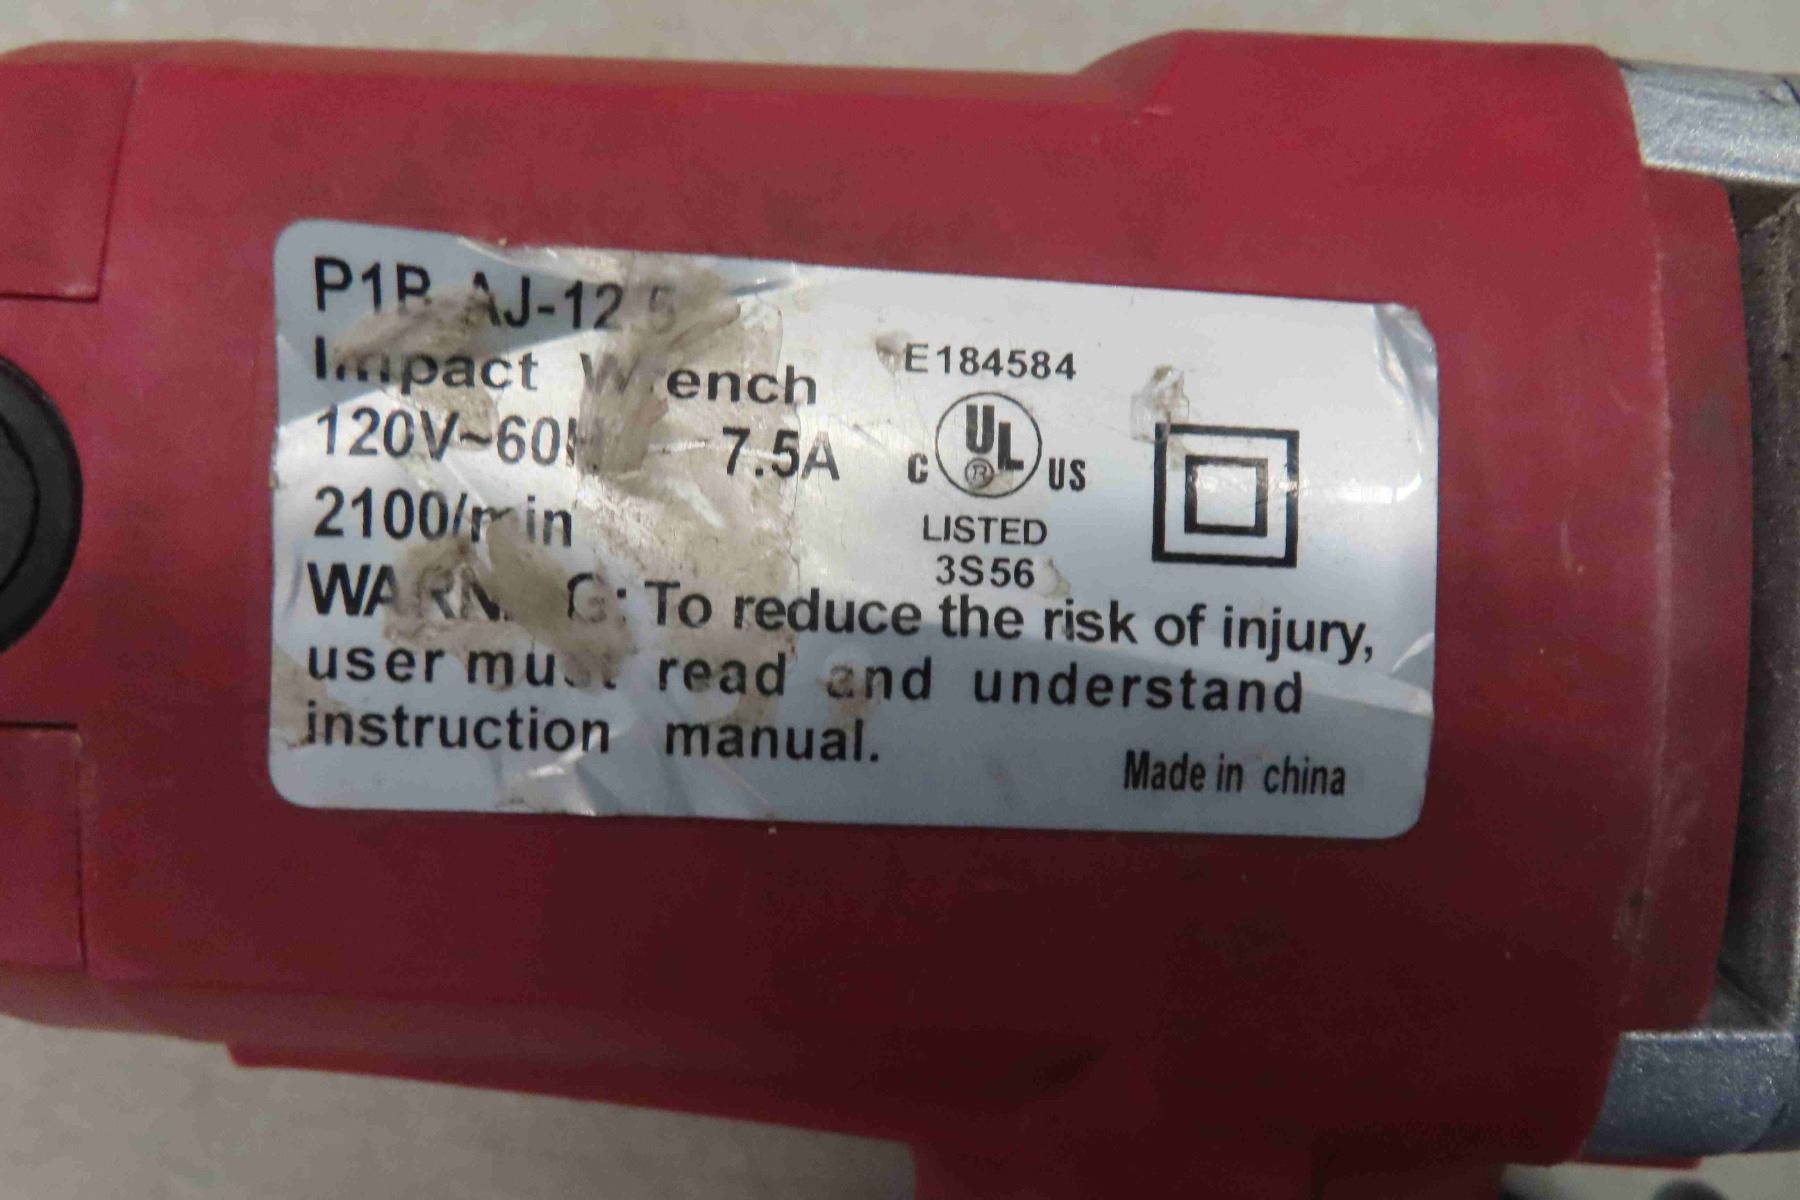 P1B-AJ-12.5
Impact Wrench
120V~60Hz 7.5A
2100/min
E184584
C UL ® US
LISTED
3S56
WARNING: To reduce the risk of injury,
user must read and understand
instruction manual.
Made in china